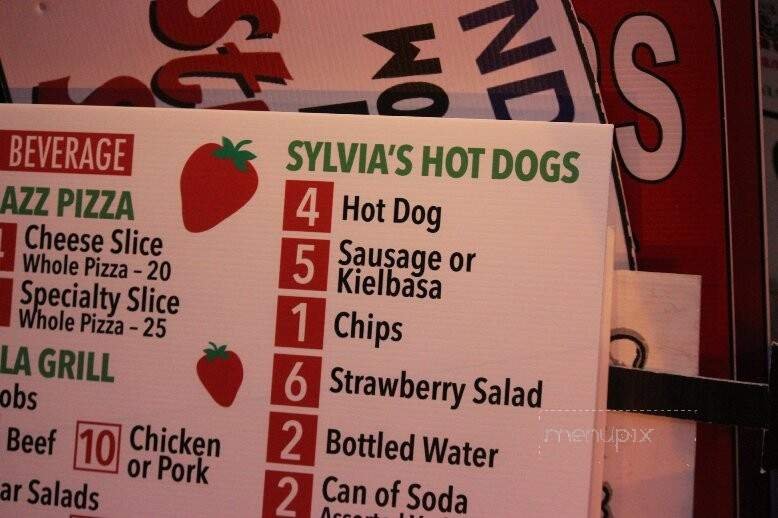 ND
S
BEVERAGE
AZZ PIZZA
Cheese Slice
Whole Pizza – 20
Specialty Slice
Whole Pizza – 25
LA GRILL
obs
Beef 10 Chicken
or Pork
ar Salads
SYLVIA'S HOT DOGS
4 Hot Dog
5 Sausage or
Kielbasa
1 Chips
6 Strawberry Salad
2 Bottled Water
2 Can of Soda
menupix